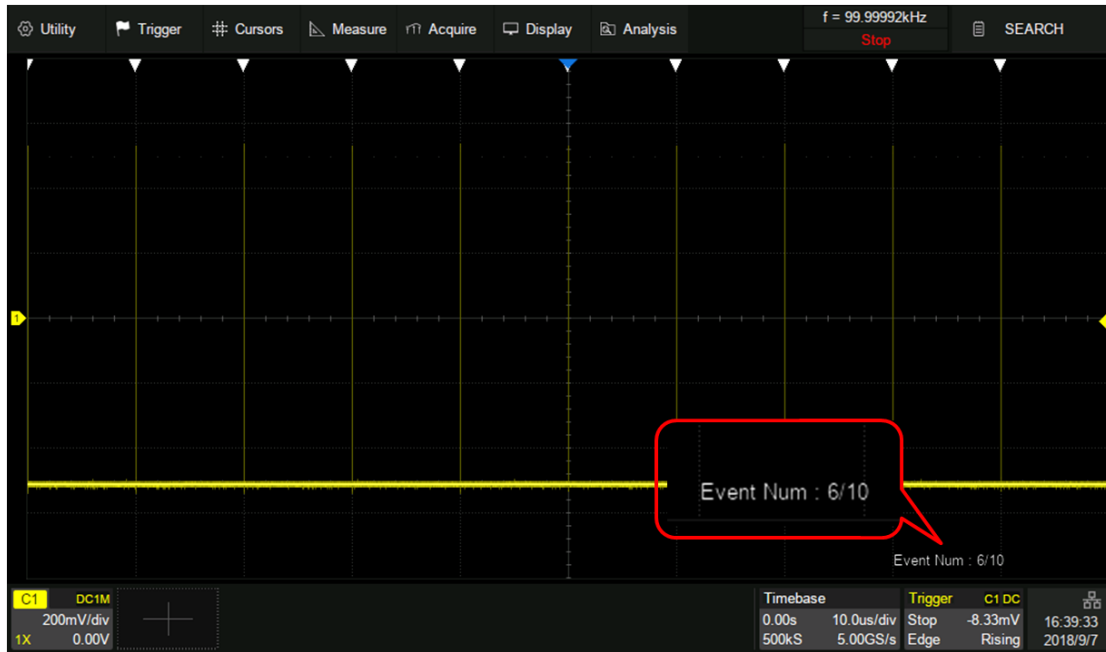 Utility Trigger Cursors Measure Acquire Display Analysis
f = 99.99992kHz
Stop
SEARCH
1
Event Num : 6/10
Event Num : 6/10
C1 DC1M
200mV/div
1X 0.00V
Timebase
0.00s 10.0us/div
500kS 5.00GS/s
Trigger C1 DC
Stop -8.33mV
Edge Rising
16:39:33
2018/9/7